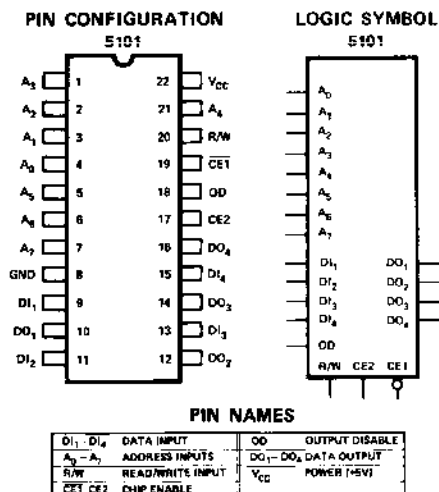 PIN CONFIGURATION
5101
A3 1 22 VCC
A2 2 21 A4
A1 3 20 R/W
A0 4 19 CE1
A5 5 18 OD
A6 6 17 CE2
A7 7 16 DO4
GND 8 15 DI4
DI1 9 14 DO3
DO1 10 13 DI3
DI2 11 12 DO2
LOGIC SYMBOL
5101
A0
A1
A2
A3
A4
A5
A6
A7
DI1 DO1
DI2 DO2
DI3 DO3
DI4 DO4
OD
R/W CE2 CE1
PIN NAMES
DI1 - DI4 DATA INPUT OD OUTPUT DISABLE
A0 - A7 ADDRESS INPUTS DO1 - DO4 DATA OUTPUT
R/W READ/WRITE INPUT VCC POWER (+5V)
CE1 CE2 CHIP ENABLE